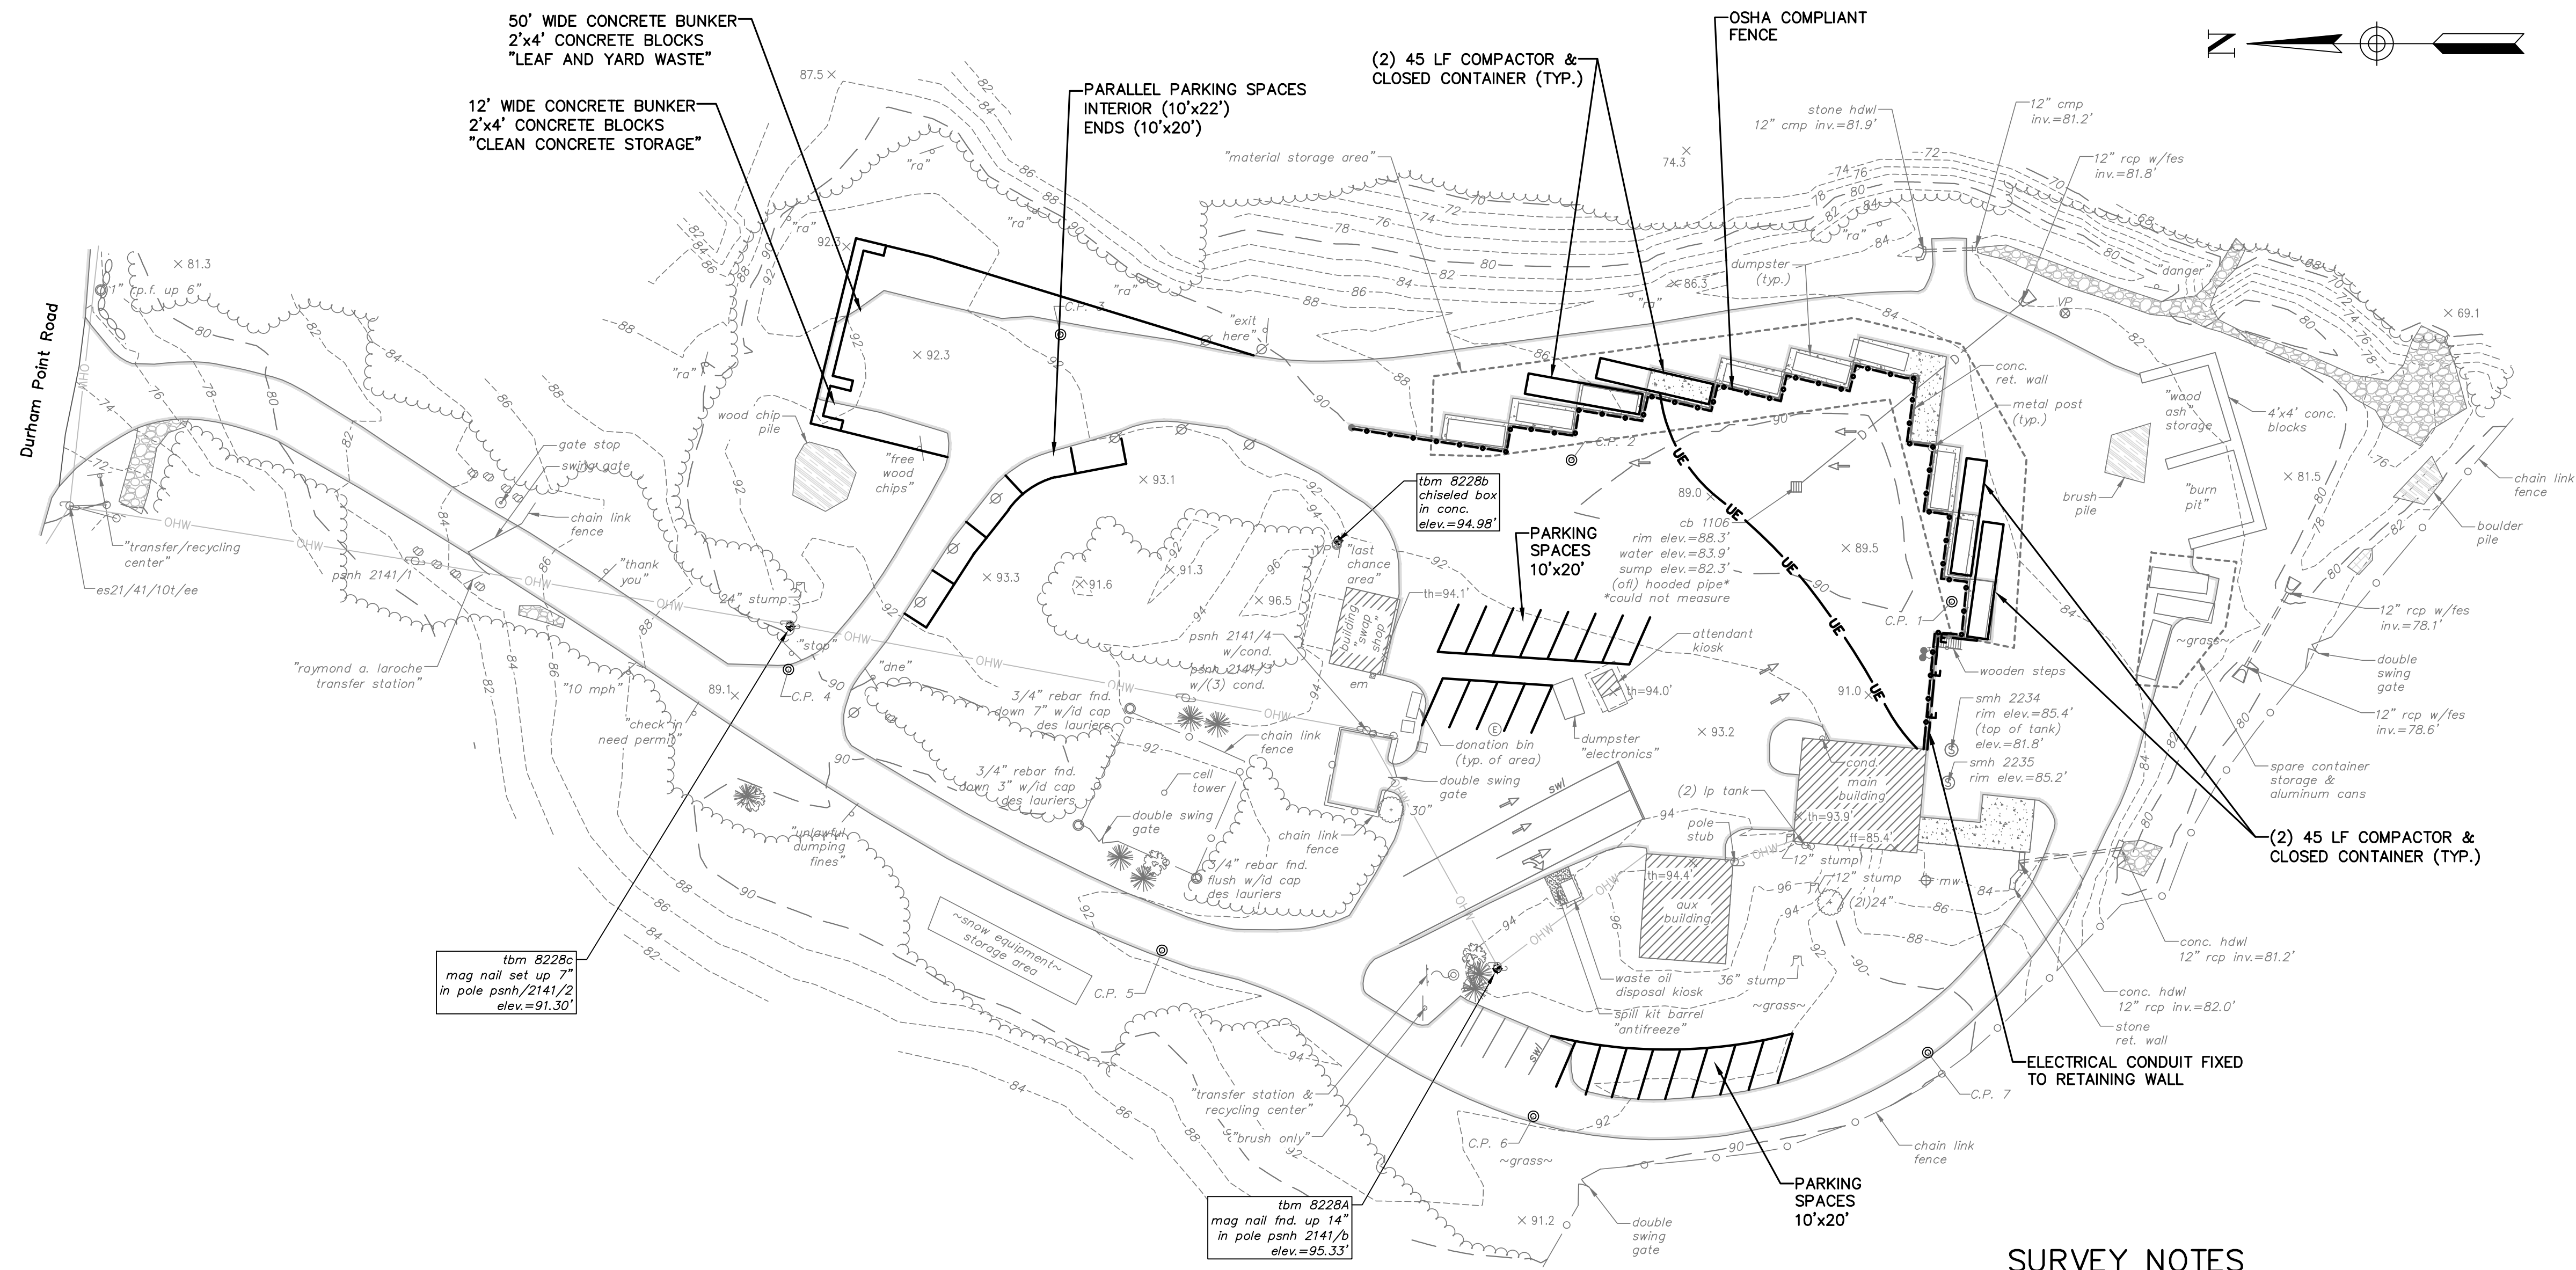 50' WIDE CONCRETE BUNKER
2'x4' CONCRETE BLOCKS
"LEAF AND YARD WASTE"
12' WIDE CONCRETE BUNKER
2'x4' CONCRETE BLOCKS
"CLEAN CONCRETE STORAGE"
PARALLEL PARKING SPACES
INTERIOR (10'x22')
ENDS (10'x20')
(2) 45 LF COMPACTOR &
CLOSED CONTAINER (TYP.)
OSHA COMPLIANT
FENCE
N
87.5
"material storage area"
74.3
stone hdwl
12" cmp inv.=81.9'
12" cmp
inv.=81.2'
12" rcp w/fes
inv.=81.8'
"danger"
VP
69.1
dumpster
(typ.)
86.3
"ra"
"ra"
"ra"
"ra"
"ra"
"ra"
"ra"
92.3
92.3
C.P. 3
"exit
here"
conc.
ret. wall
metal post
(typ.)
"wood
ash"
storage
4'x4' conc.
blocks
brush
pile
"burn
pit"
81.5
chain link
fence
boulder
pile
Durham Point Road
81.3
OHW
wood chip
pile
"free
wood
chips"
gate stop
swing gate
chain link
fence
"transfer/recycling
center"
es21/41/10t/ee
psnh 2141/1
"thank
you"
24" stump
"stop"
C.P. 4
"raymond a. laroche
transfer station"
"10 mph"
89.1
"check in
need permit"
"dne"
93.1
93.3
91.6
91.3
96.5
tbm 8228b
chiseled box
in conc.
elev.=94.98'
VP
"last
chance
area"
building
"swap
shop"
th=94.1'
em
C.P. 2
PARKING
SPACES
10'x20'
89.0
UE
UE
UE
UE
UE
cb 1106
rim elev.=88.3'
water elev.=83.9'
sump elev.=82.3'
(ofl) hooded pipe*
*could not measure
89.5
C.P. 1
wooden steps
attendant
kiosk
th=94.0'
91.0
93.2
E
E
smh 2234
rim elev.=85.4'
(top of tank)
elev.=81.8'
smh 2235
rim elev.=85.2'
~grass~
12" rcp w/fes
inv.=78.1'
double
swing
gate
12" rcp w/fes
inv.=78.6'
spare container
storage &
aluminum cans
(2) 45 LF COMPACTOR &
CLOSED CONTAINER (TYP.)
psnh 2141/4
w/cond.
psnh 2141/3
w/(3) cond.
3/4" rebar fnd.
down 7" w/id cap
des lauriers
chain link
fence
3/4" rebar fnd.
down 3" w/id cap
des lauriers
cell
tower
double swing
gate
3/4" rebar fnd.
flush w/id cap
des lauriers
chain link
fence
30"
double swing
gate
donation bin
(typ. of area)
dumpster
"electronics"
swl
(2) lp tank
pole
stub
cond.
main
building
th=93.9'
ff=85.4'
12" stump
12" stump
(2l)24"
mw
th=94.4'
aux
building
waste oil
disposal kiosk
spill kit barrel
"antifreeze"
36" stump
~grass~
"unlawful
dumping
fines"
~snow equipment~
storage area
C.P. 5
tbm 8228c
mag nail set up 7"
in pole psnh/2141/2
elev.=91.30'
conc. hdwl
12" rcp inv.=81.2'
conc. hdwl
12" rcp inv.=82.0'
stone
ret. wall
ELECTRICAL CONDUIT FIXED
TO RETAINING WALL
C.P. 7
swl
"transfer station &
recycling center"
"brush only"
C.P. 6
~grass~
chain link
fence
PARKING
SPACES
10'x20'
tbm 8228A
mag nail fnd. up 14"
in pole psnh 2141/b
elev.=95.33'
91.2
double
swing
gate
SURVEY NOTES